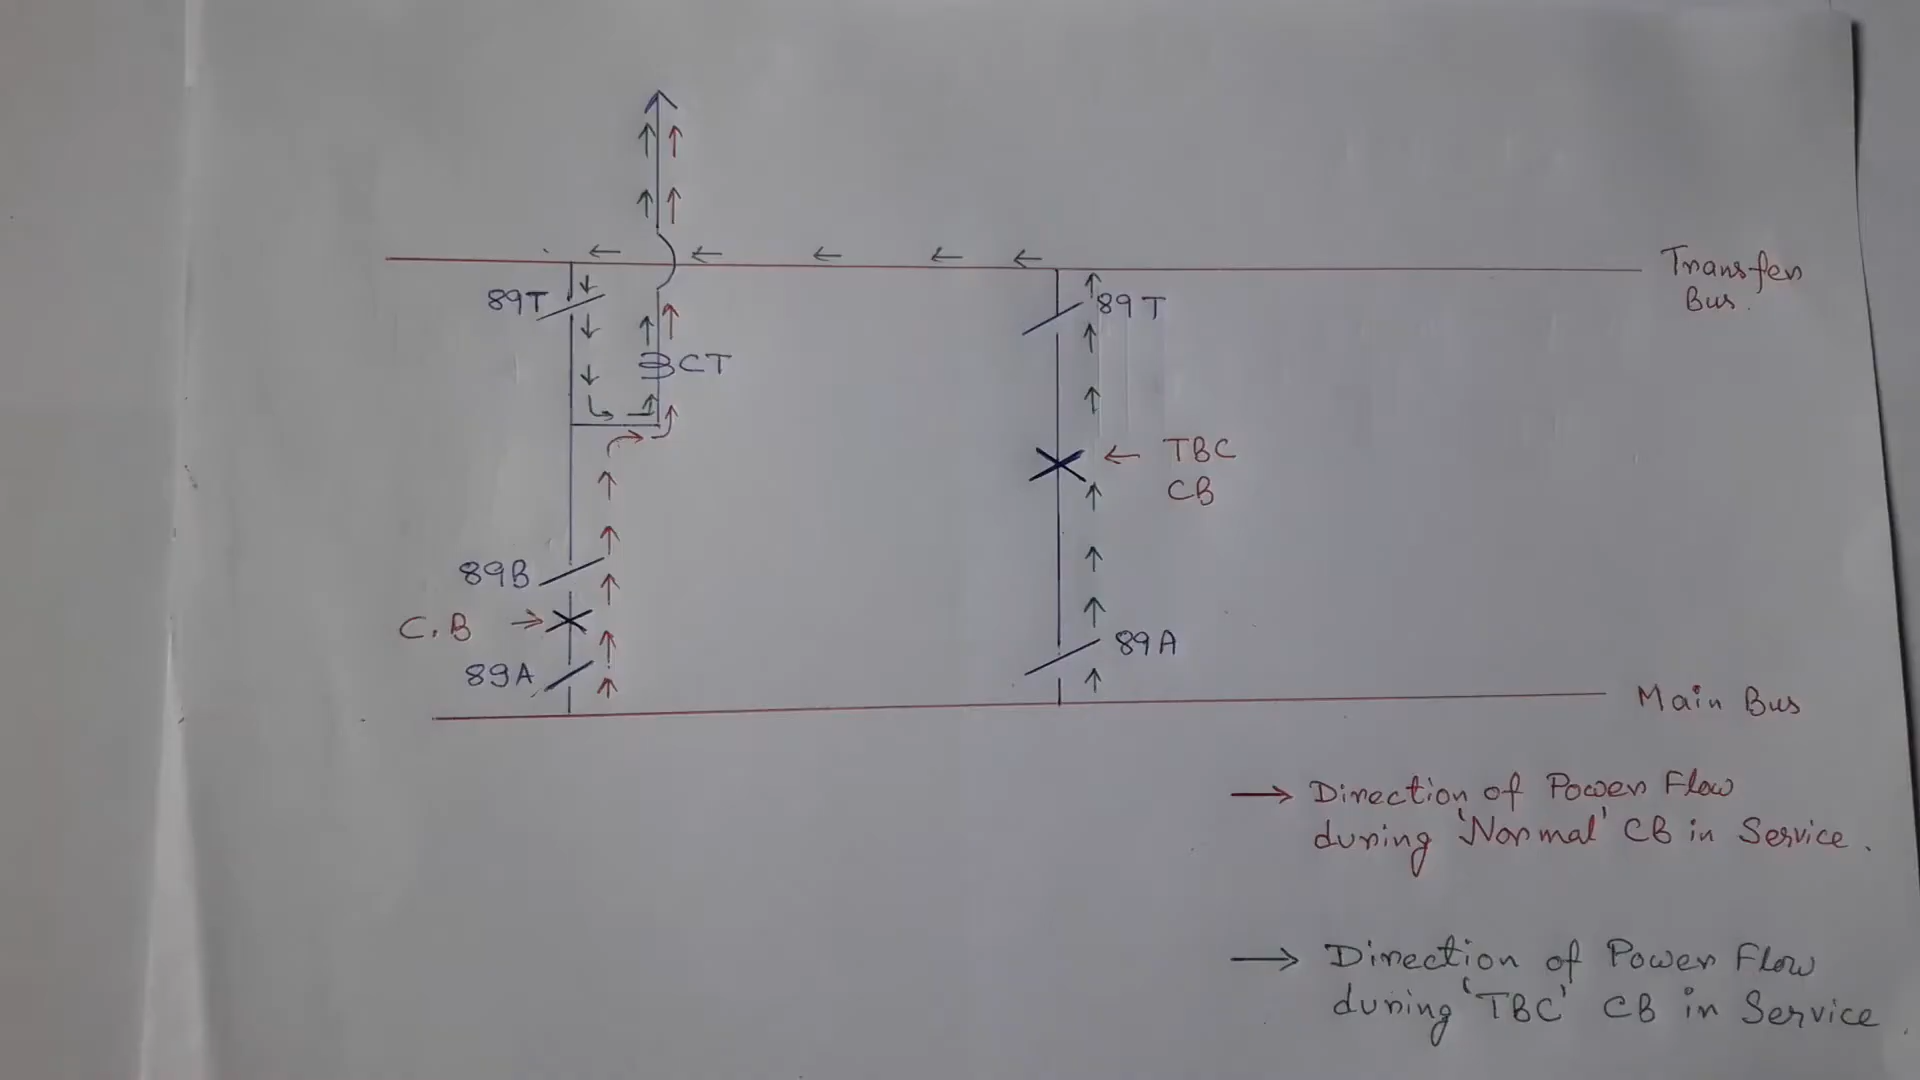 Transfer
Bus.
89T
89T
CT
← TBC
CB
89B
C.B →
89A
89A
Main Bus
→ Direction of Power Flow
during 'Normal' CB in Service.
→ Direction of Power Flow
during 'TBC' CB in Service.